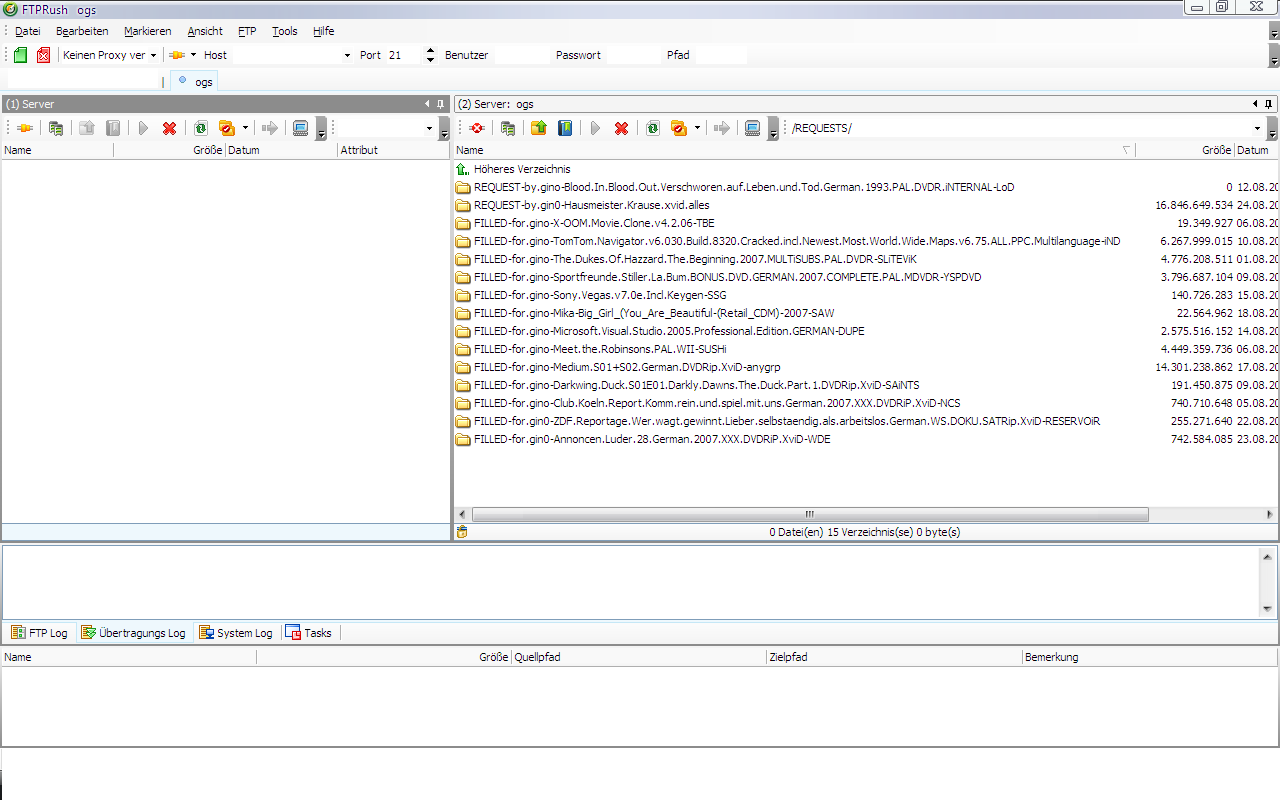 FTPRush ogs
Datei Bearbeiten Markieren Ansicht FTP Tools Hilfe
Keinen Proxy ver Host Port 21 Benutzer Passwort Pfad
ogs
(1) Server
(2) Server: ogs
/REQUESTS/
Name Größe Datum Attribut
Name Größe Datum
Höheres Verzeichnis
REQUEST-by.gino-Blood.In.Blood.Out.Verschworen.auf.Leben.und.Tod.German.1993.PAL.DVDR.iNTERNAL-LoD 0 12.08.20
REQUEST-by.gin0-Hausmeister.Krause.xvid.alles 16.846.649.534 24.08.20
FILLED-for.gino-X-OOM.Movie.Clone.v4.2.06-TBE 19.349.927 06.08.20
FILLED-for.gino-TomTom.Navigator.v6.030.Build.8320.Cracked.incl.Newest.Most.World.Wide.Maps.v6.75.ALL.PPC.Multilanguage-iND 6.267.999.015 10.08.20
FILLED-for.gino-The.Dukes.Of.Hazzard.The.Beginning.2007.MULTiSUBS.PAL.DVDR-SLiTEViK 4.776.208.511 01.08.20
FILLED-for.gino-Sportfreunde.Stiller.La.Bum.BONUS.DVD.GERMAN.2007.COMPLETE.PAL.MDVDR-YSPDVD 3.796.687.104 09.08.20
FILLED-for.gino-Sony.Vegas.v7.0e.Incl.Keygen-SSG 140.726.283 15.08.20
FILLED-for.gino-Mika-Big_Girl_(You_Are_Beautiful-(Retail_CDM)-2007-SAW 22.564.962 18.08.20
FILLED-for.gino-Microsoft.Visual.Studio.2005.Professional.Edition.GERMAN-DUPE 2.575.516.152 14.08.20
FILLED-for.gino-Meet.the.Robinsons.PAL.WII-SUSHi 4.449.359.736 06.08.20
FILLED-for.gino-Medium.S01+S02.German.DVDRip.XviD-anygrp 14.301.238.862 17.08.20
FILLED-for.gino-Darkwing.Duck.S01E01.Darkly.Dawns.The.Duck.Part.1.DVDRip.XviD-SAiNTS 191.450.875 09.08.20
FILLED-for.gino-Club.Koeln.Report.Komm.rein.und.spiel.mit.uns.German.2007.XXX.DVDRiP.XviD-NCS 740.710.648 05.08.20
FILLED-for.gin0-ZDF.Reportage.Wer.wagt.gewinnt.Lieber.selbstaendig.als.arbeitslos.German.WS.DOKU.SATRip.XviD-RESERVOiR 255.271.640 22.08.20
FILLED-for.gin0-Annoncen.Luder.28.German.2007.XXX.DVDRiP.XviD-WDE 742.584.085 23.08.20
0 Datei(en) 15 Verzeichnis(se) 0 byte(s)
FTP Log Übertragungs Log System Log Tasks
Name Größe Quellpfad Zielpfad Bemerkung